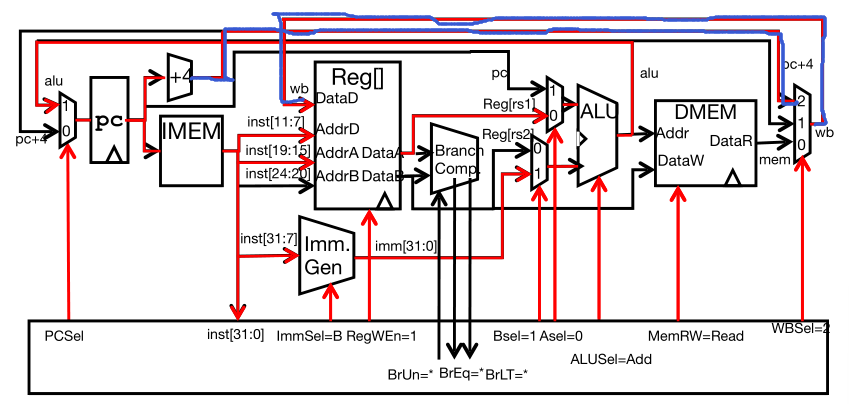 alu
1
0
pc+4
pc
+4
IMEM
inst[11:7]
inst[19:15]
inst[24:20]
inst[31:7]
wb
Reg[]
DataD
AddrD
AddrA DataA
AddrB DataB
Imm.
Gen
imm[31:0]
Branch
Comp.
pc
Reg[rs1]
Reg[rs2]
1
0
0
1
ALU
alu
DMEM
Addr
DataR
DataW
mem
pc+4
2
1
0
wb
PCSel
inst[31:0]
ImmSel=B
RegWEn=1
BrUn=*
BrEq=*
BrLT=*
Bsel=1
Asel=0
ALUSel=Add
MemRW=Read
WBSel=2